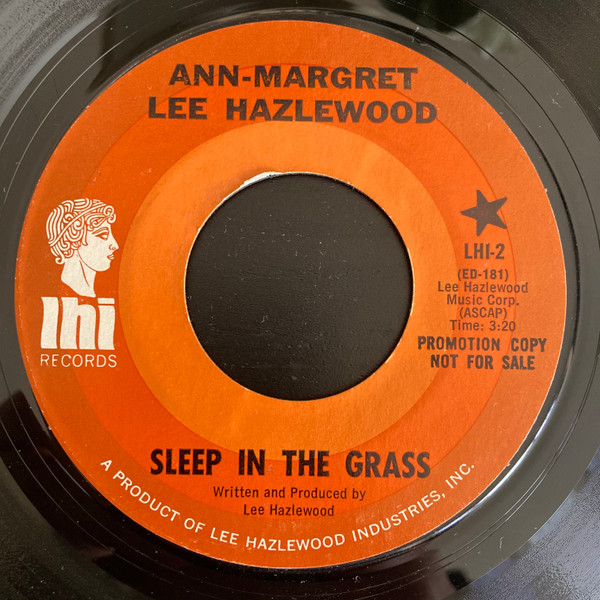 ANN-MARGRET
LEE HAZLEWOOD
lhi
RECORDS
LHI-2
(ED-181)
Lee Hazlewood
Music Corp.
(ASCAP)
Time: 3:20
PROMOTION COPY
NOT FOR SALE
SLEEP IN THE GRASS
Written and Produced by
Lee Hazlewood
A PRODUCT OF LEE HAZLEWOOD INDUSTRIES, INC.